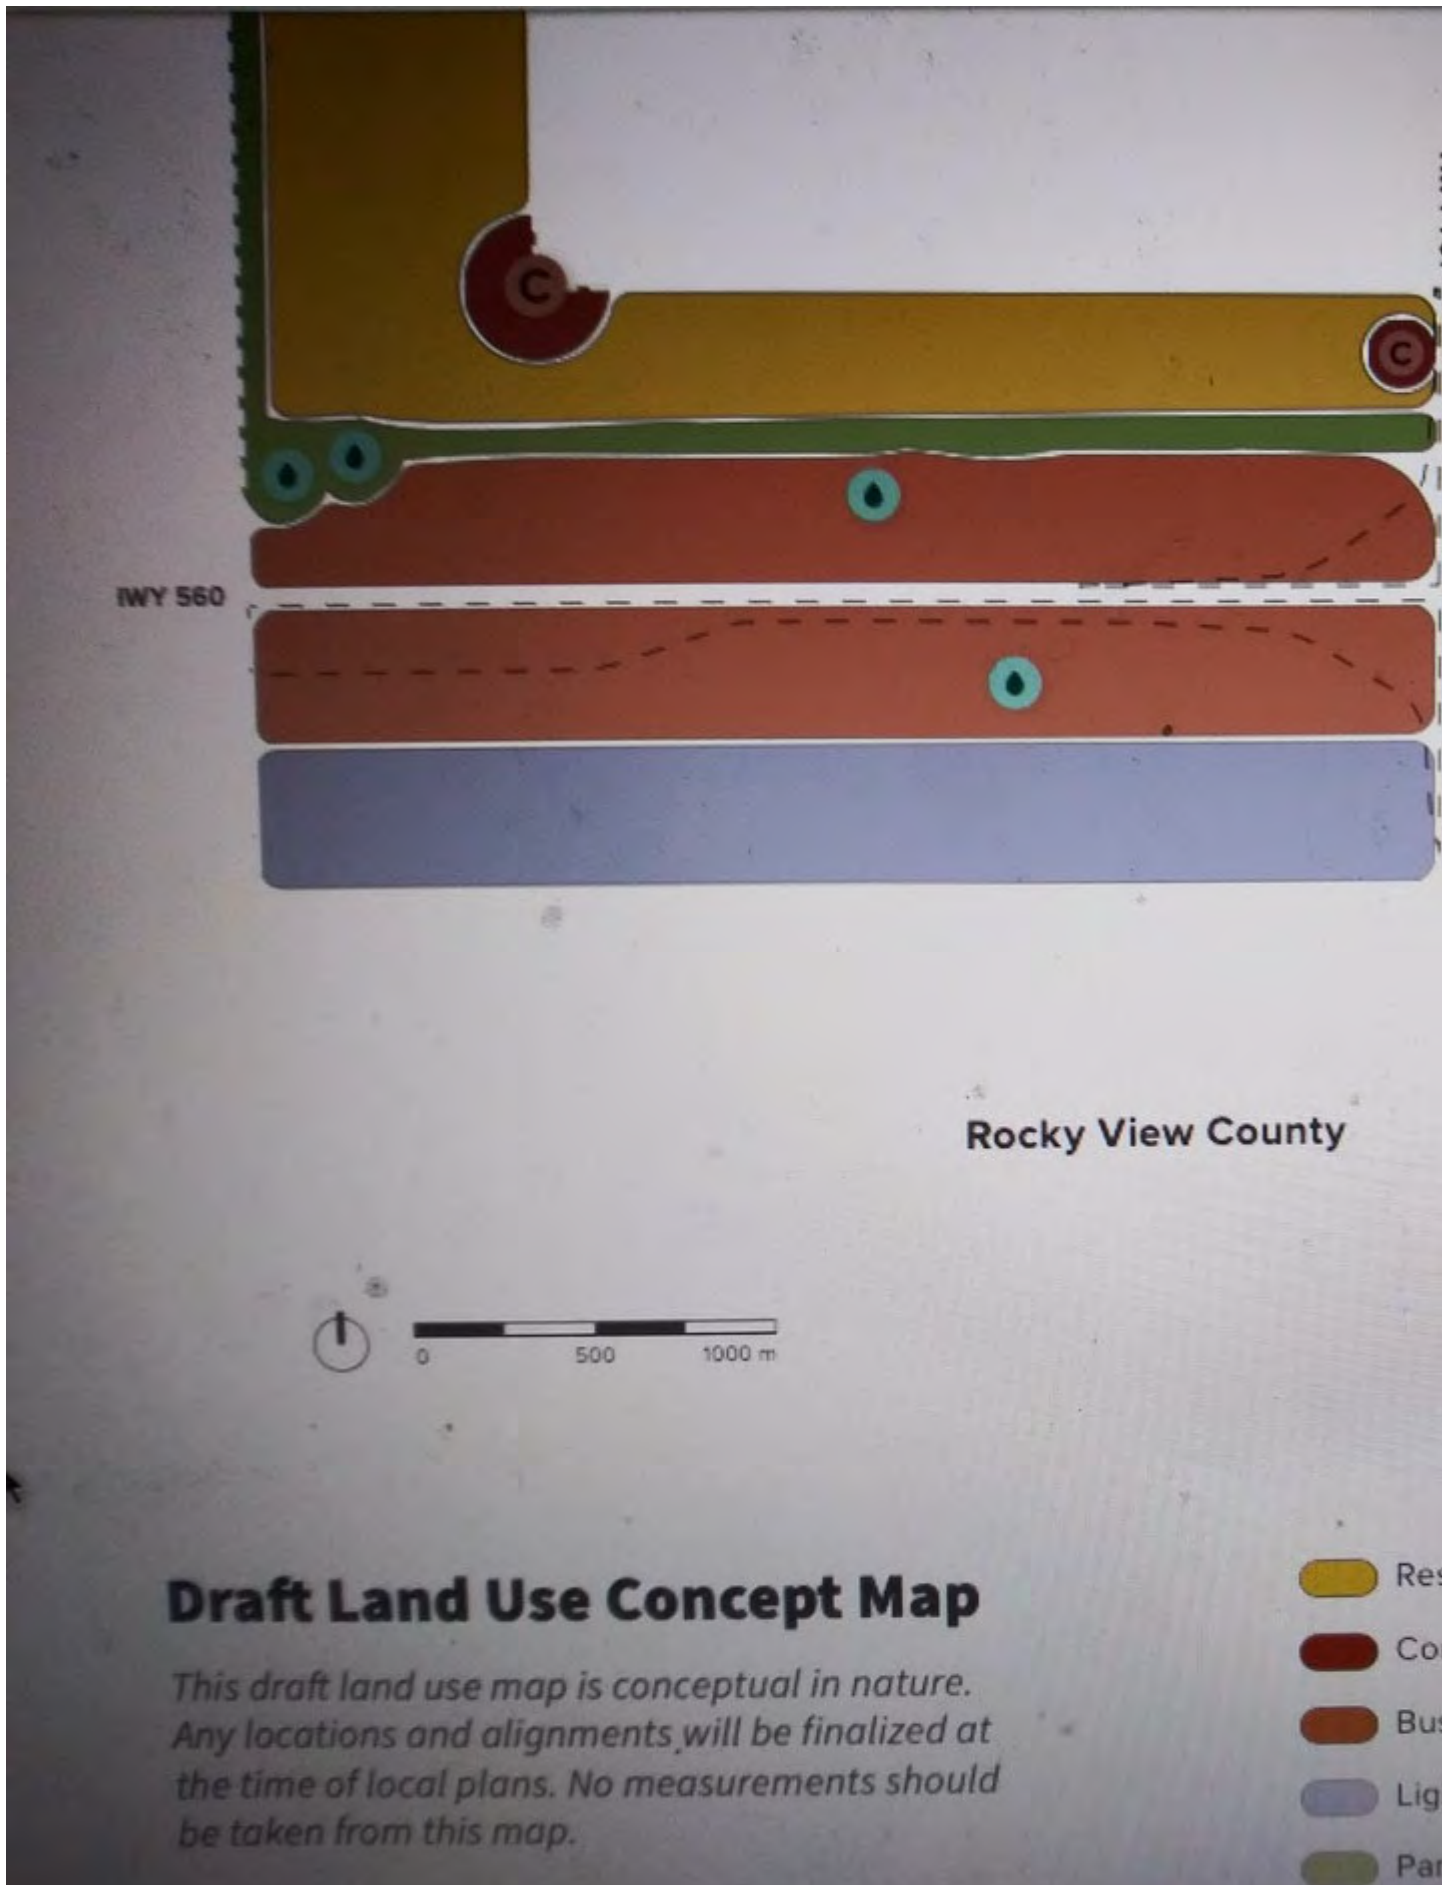 C
C
IWY 560
Rocky View County
0 500 1000 m
Draft Land Use Concept Map
This draft land use map is conceptual in nature.
Any locations and alignments will be finalized at
the time of local plans. No measurements should
be taken from this map.
Res
Co
Bus
Lig
Par